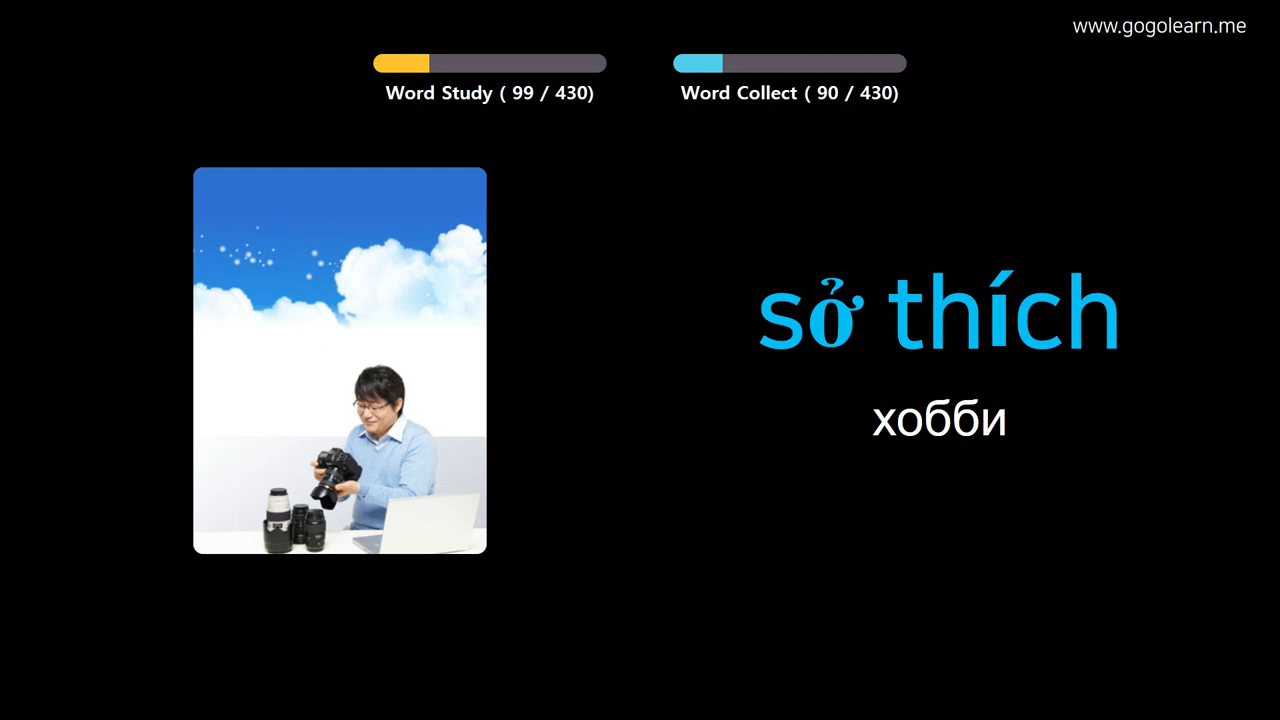 www.gogolearn.me
Word Study ( 99 / 430)
Word Collect ( 90 / 430)
sở thích
хобби